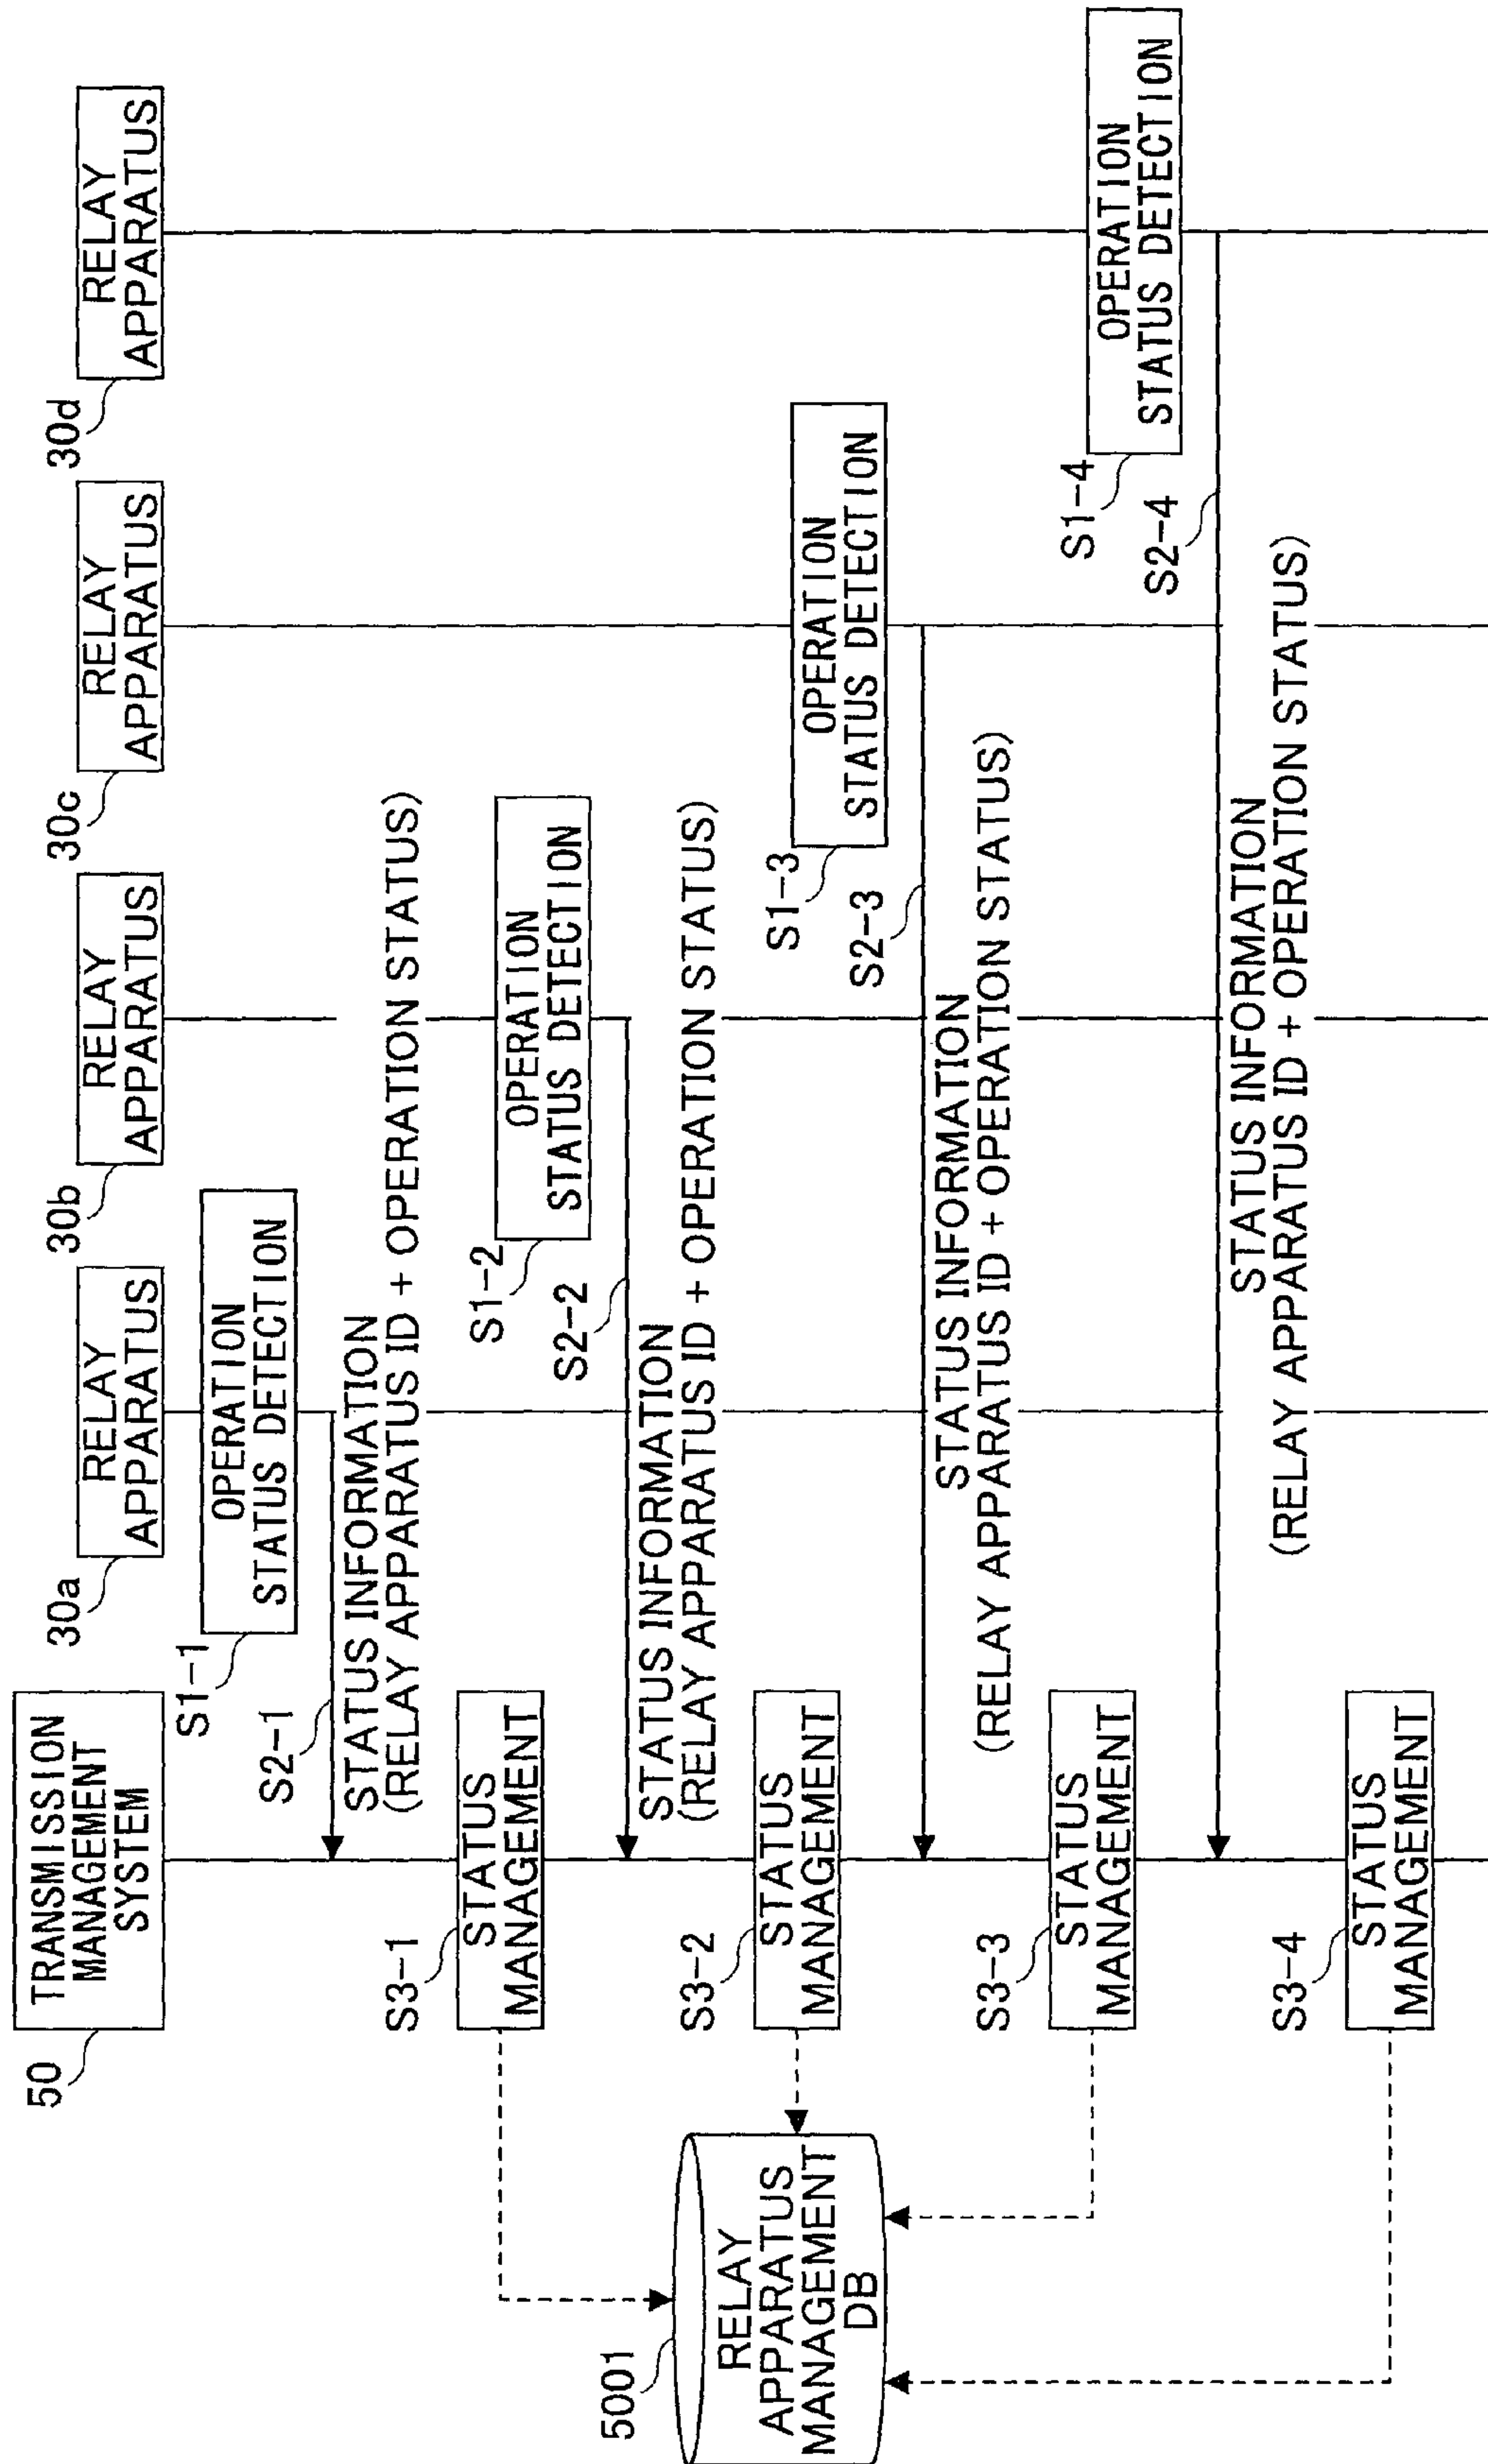 50
TRANSMISSION
MANAGEMENT
SYSTEM
30a
RELAY
APPARATUS
30b
RELAY
APPARATUS
30c
RELAY
APPARATUS
30d
RELAY
APPARATUS
S1-1
OPERATION
STATUS DETECTION
S2-1
STATUS INFORMATION
(RELAY APPARATUS ID + OPERATION STATUS)
S3-1
STATUS
MANAGEMENT
S1-2
OPERATION
STATUS DETECTION
S2-2
STATUS INFORMATION
(RELAY APPARATUS ID + OPERATION STATUS)
5001
RELAY
APPARATUS
MANAGEMENT
DB
S3-2
STATUS
MANAGEMENT
S1-3
OPERATION
STATUS DETECTION
S2-3
STATUS INFORMATION
(RELAY APPARATUS ID + OPERATION STATUS)
S3-3
STATUS
MANAGEMENT
S1-4
OPERATION
STATUS DETECTION
S2-4
STATUS INFORMATION
(RELAY APPARATUS ID + OPERATION STATUS)
S3-4
STATUS
MANAGEMENT